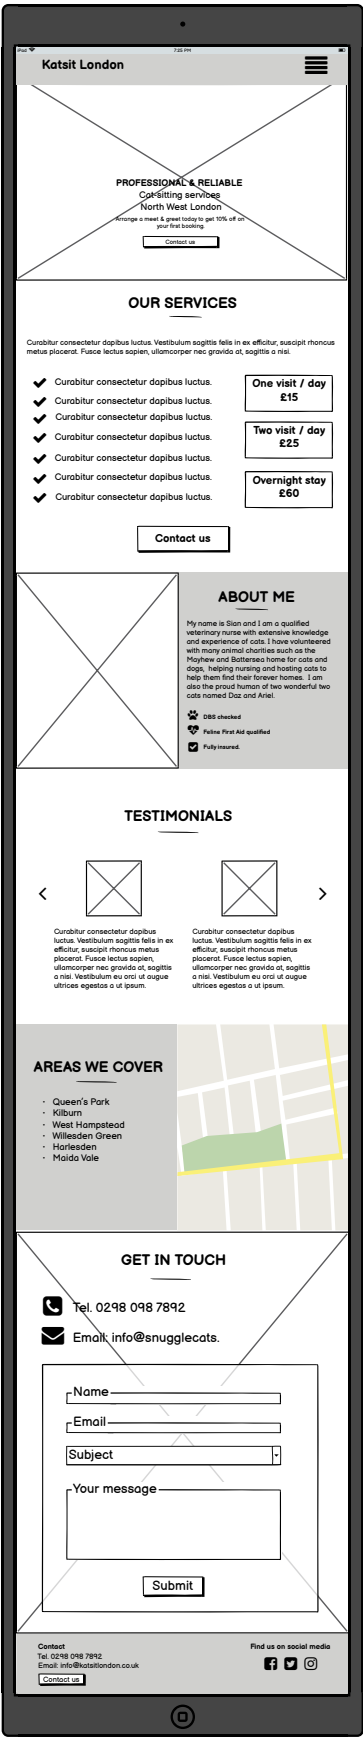 iPad 7:25 PM
Katsit London
PROFESSIONAL & RELIABLE
Cat-sitting services
North West London
Arrange a meet & greet today to get 10% off on
your first booking.
Contact us
OUR SERVICES
Curabitur consectetur dapibus luctus. Vestibulum sagittis felis in ex efficitur, suscipit rhoncus
metus placerat. Fusce lectus sapien, ullamcorper nec gravida at, sagittis a nisi.
Curabitur consectetur dapibus luctus.
Curabitur consectetur dapibus luctus.
Curabitur consectetur dapibus luctus.
Curabitur consectetur dapibus luctus.
Curabitur consectetur dapibus luctus.
Curabitur consectetur dapibus luctus.
Curabitur consectetur dapibus luctus.
One visit / day
£15
Two visit / day
£25
Overnight stay
£60
Contact us
ABOUT ME
My name is Sian and I am a qualified
veterinary nurse with extensive knowledge
and experience of cats. I have volunteered
with many animal charities such as the
Mayhew and Battersea home for cats and
dogs, helping nursing and hosting cats to
help them find their forever homes. I am
also the proud human of two wonderful two
cats named Daz and Ariel.
DBS checked
Feline First Aid qualified
Fully insured.
TESTIMONIALS
Curabitur consectetur dapibus
luctus. Vestibulum sagittis felis in ex
efficitur, suscipit rhoncus metus
placerat. Fusce lectus sapien,
ullamcorper nec gravida at, sagittis
a nisi. Vestibulum eu orci ut augue
ultrices egestas a ut ipsum.
Curabitur consectetur dapibus
luctus. Vestibulum sagittis felis in ex
efficitur, suscipit rhoncus metus
placerat. Fusce lectus sapien,
ullamcorper nec gravida at, sagittis
a nisi. Vestibulum eu orci ut augue
ultrices egestas a ut ipsum.
AREAS WE COVER
· Queen's Park
· Kilburn
· West Hampstead
· Willesden Green
· Harlesden
· Maida Vale
GET IN TOUCH
Tel. 0298 098 7892
Email: info@snugglecats.
Name
Email
Subject
Your message
Submit
Contact
Tel. 0298 098 7892
Email: info@katsitlondon.co.uk
Contact us
Find us on social media